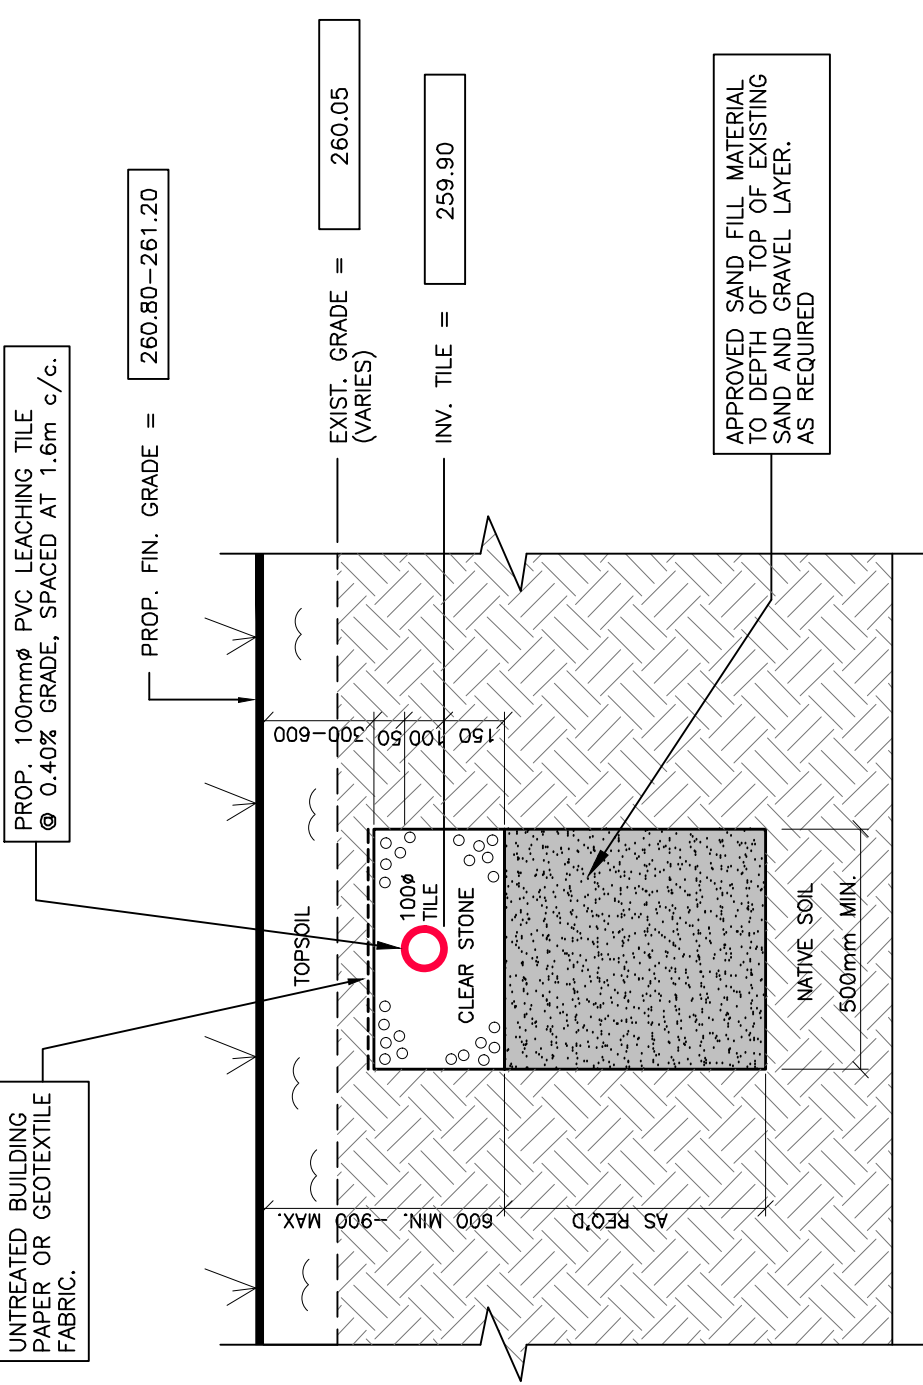 PROP. 100mmø PVC LEACHING TILE
@ 0.40% GRADE, SPACED AT 1.6m c/c.
PROP. FIN. GRADE =
260.80-261.20
EXIST. GRADE =
(VARIES)
260.05
INV. TILE =
259.90
APPROVED SAND FILL MATERIAL
TO DEPTH OF TOP OF EXISTING
SAND AND GRAVEL LAYER.
AS REQUIRED
UNTREATED BUILDING
PAPER OR GEOTEXTILE
FABRIC.
TOPSOIL
300-600
50
100
150
100ø
TILE
CLEAR STONE
600 MIN. -900 MAX.
AS REQ'D
NATIVE SOIL
500mm MIN.